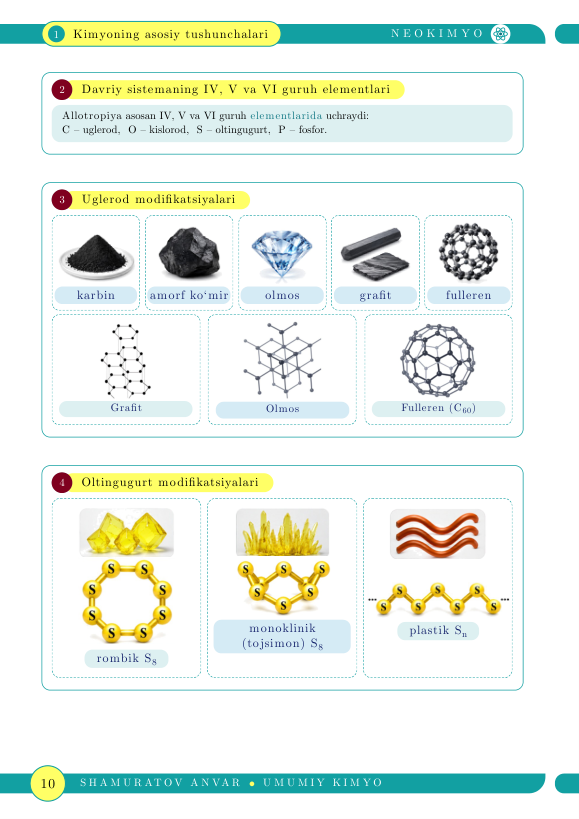 1 Kimyoning asosiy tushunchalari
NEOKIMYO
2 Davriy sistemaning IV, V va VI guruh elementlari
Allotropiya asosan IV, V va VI guruh elementlarida uchraydi:
C – uglerod, O – kislorod, S – oltingugurt, P – fosfor.
3 Uglerod modifikatsiyalari
karbin
amorf ko‘mir
olmos
grafit
fulleren
Grafit
Olmos
Fulleren (C₆₀)
4 Oltingugurt modifikatsiyalari
S S S S S S S S
rombik S₈
S S S S S S S
monoklinik
(tojsimon) S₈
... S S S S S S S ...
plastik Sₙ
10 SHAMURATOV ANVAR • UMUMIY KIMYO